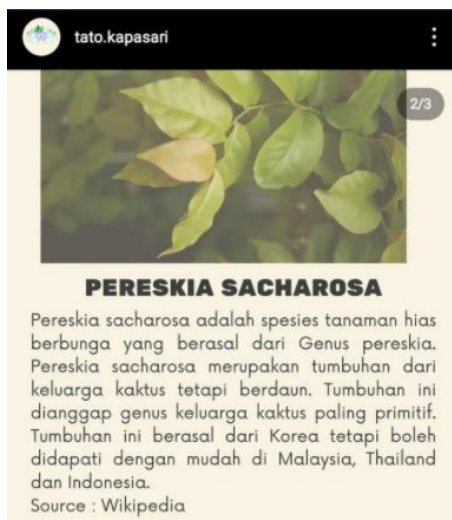 tato.kapasari
2/3
PERESKIA SACHAROSA
Pereskia sacharosa adalah spesies tanaman hias
berbunga yang berasal dari Genus pereskia.
Pereskia sacharosa merupakan tumbuhan dari
keluarga kaktus tetapi berdaun. Tumbuhan ini
dianggap genus keluarga kaktus paling primitif.
Tumbuhan ini berasal dari Korea tetapi boleh
didapati dengan mudah di Malaysia, Thailand
dan Indonesia.
Source : Wikipedia